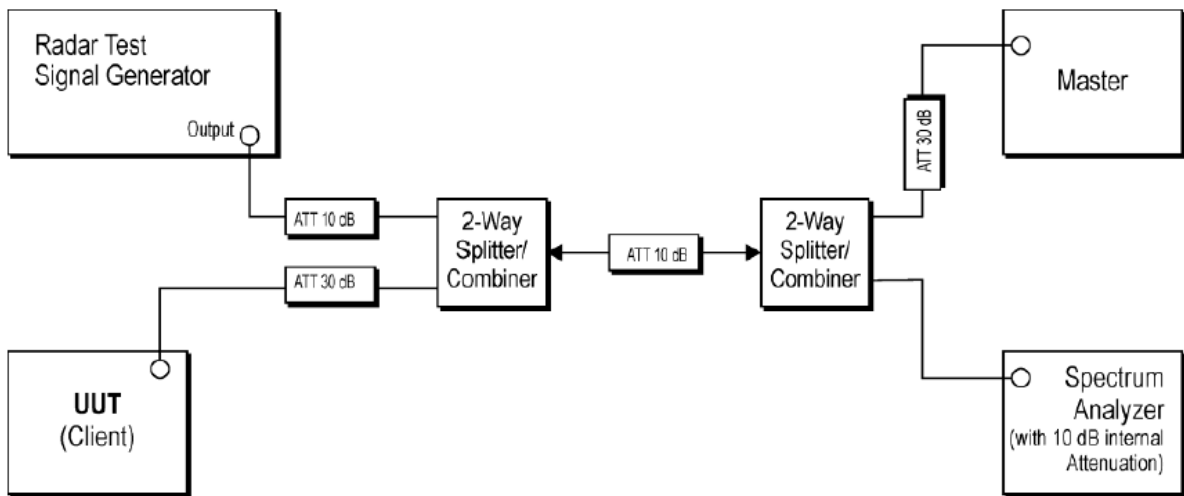 Radar Test
Signal Generator
Output
Master
ATT 30 dB
ATT 10 dB
2-Way
Splitter/
Combiner
ATT 10 dB
2-Way
Splitter/
Combiner
ATT 30 dB
UUT
(Client)
Spectrum
Analyzer
(with 10 dB internal
Attenuation)